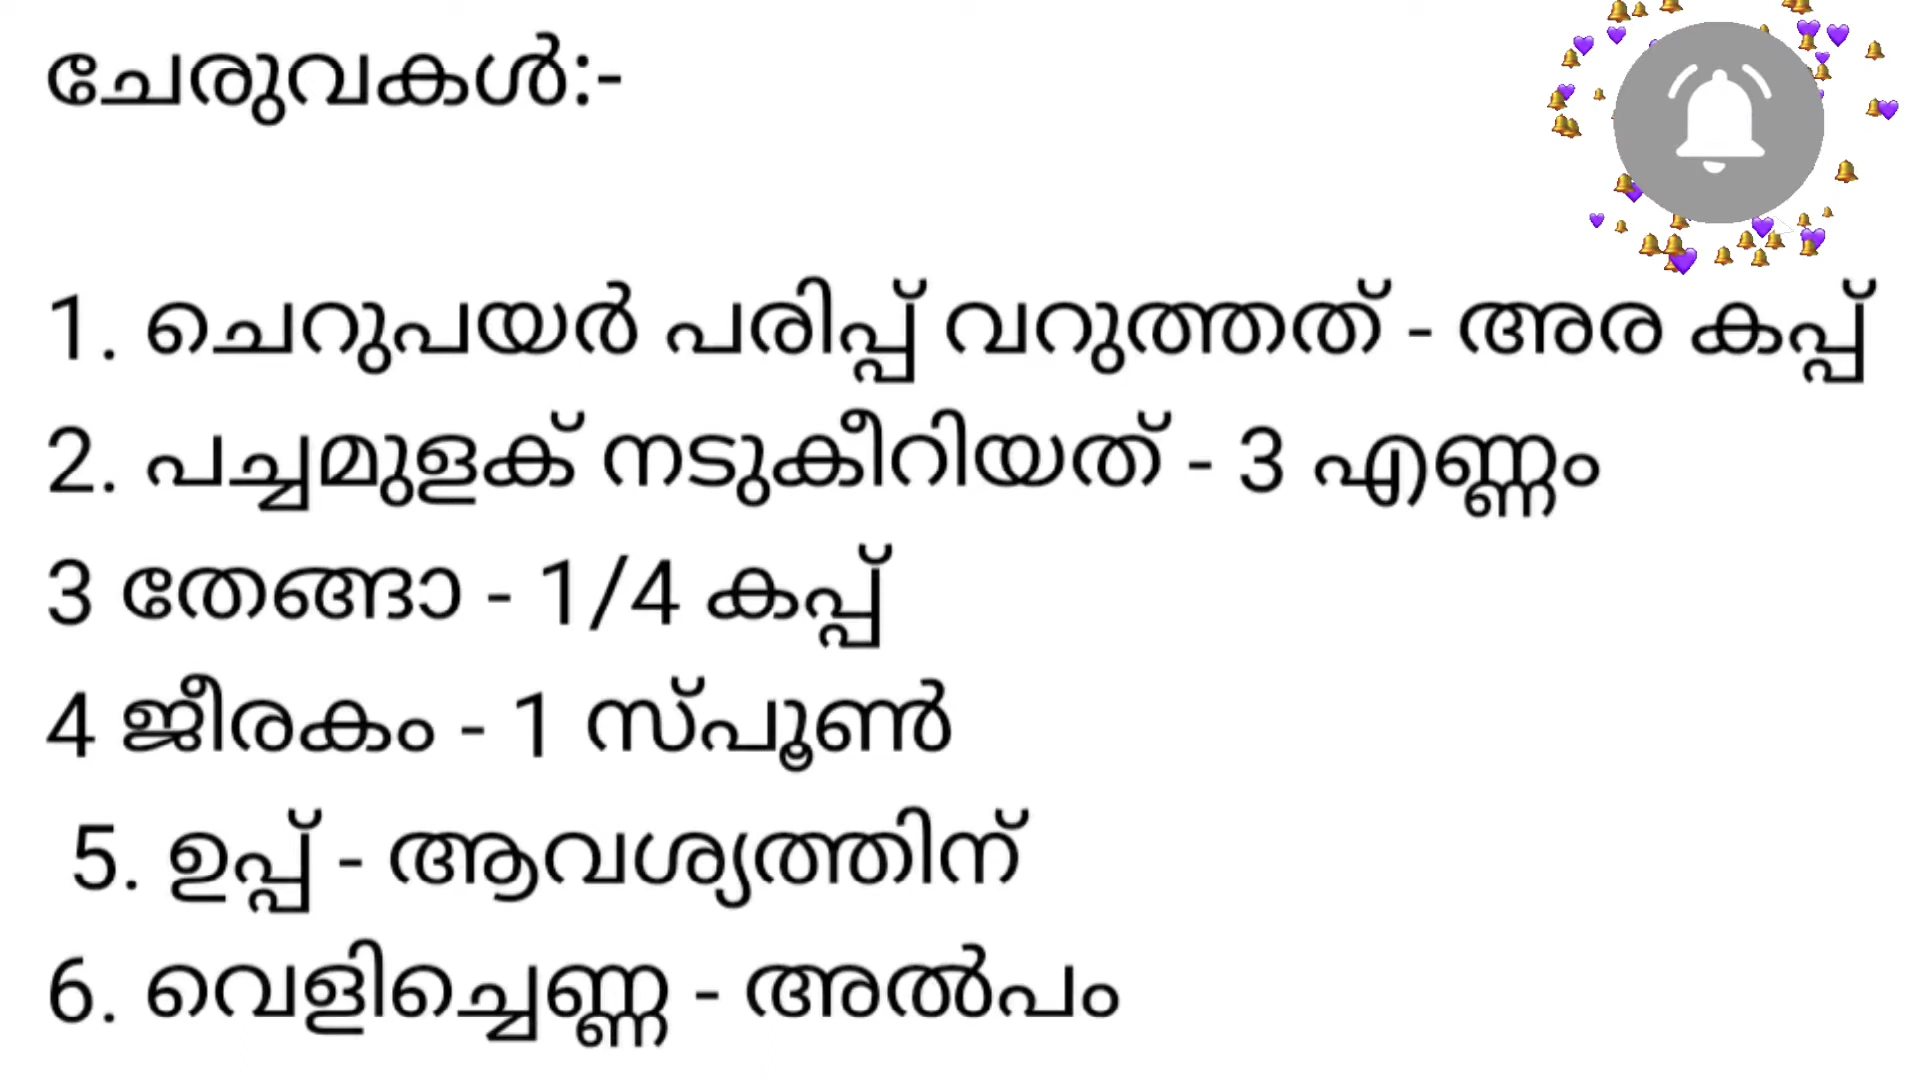 ചേരുവകൾ:-
1. ചെറുപയർ പരിപ്പ് വറുത്തത് - അര കപ്പ്
2. പച്ചമുളക് നടുകീറിയത് - 3 എണ്ണം
3 തേങ്ങാ - 1/4 കപ്പ്
4 ജീരകം - 1 സ്പൂൺ
5. ഉപ്പ് - ആവശ്യത്തിന്
6. വെളിച്ചെണ്ണ - അൽപം